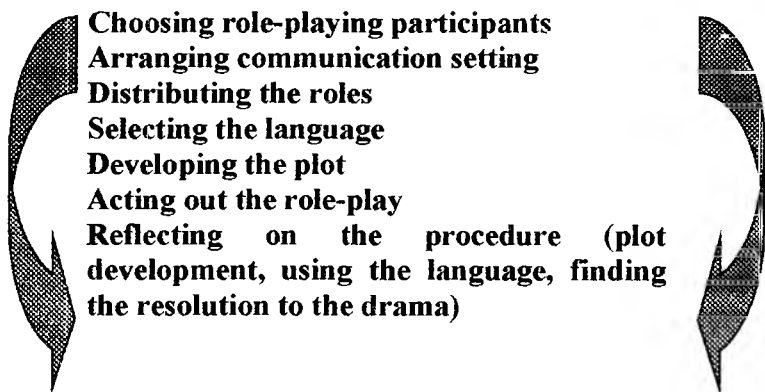 Choosing role-playing participants
Arranging communication setting
Distributing the roles
Selecting the language
Developing the plot
Acting out the role-play
Reflecting on the procedure (plot
development, using the language, finding
the resolution to the drama)